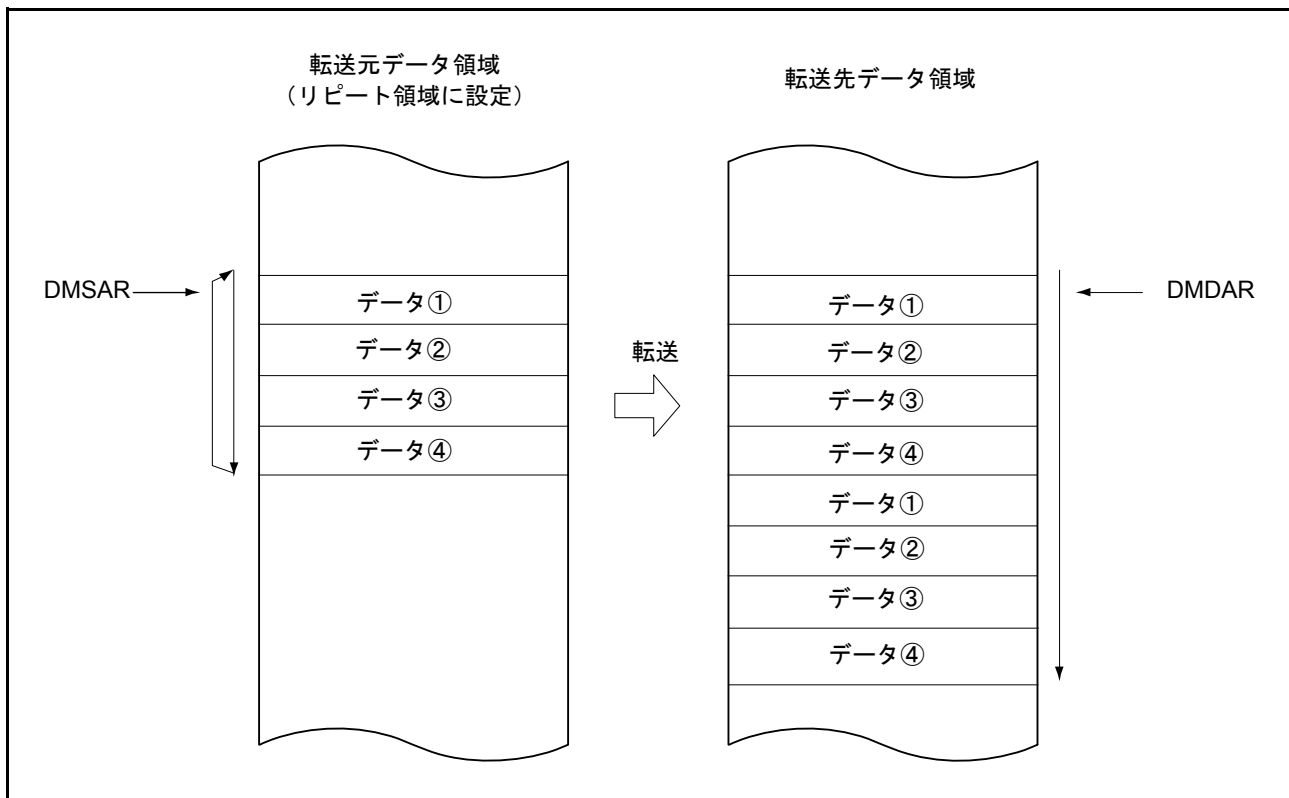 転送元データ領域
(リピート領域に設定)
転送先データ領域
DMSAR
データ①
データ②
データ③
データ④
転送
データ①
データ②
データ③
データ④
データ①
データ②
データ③
データ④
DMDAR